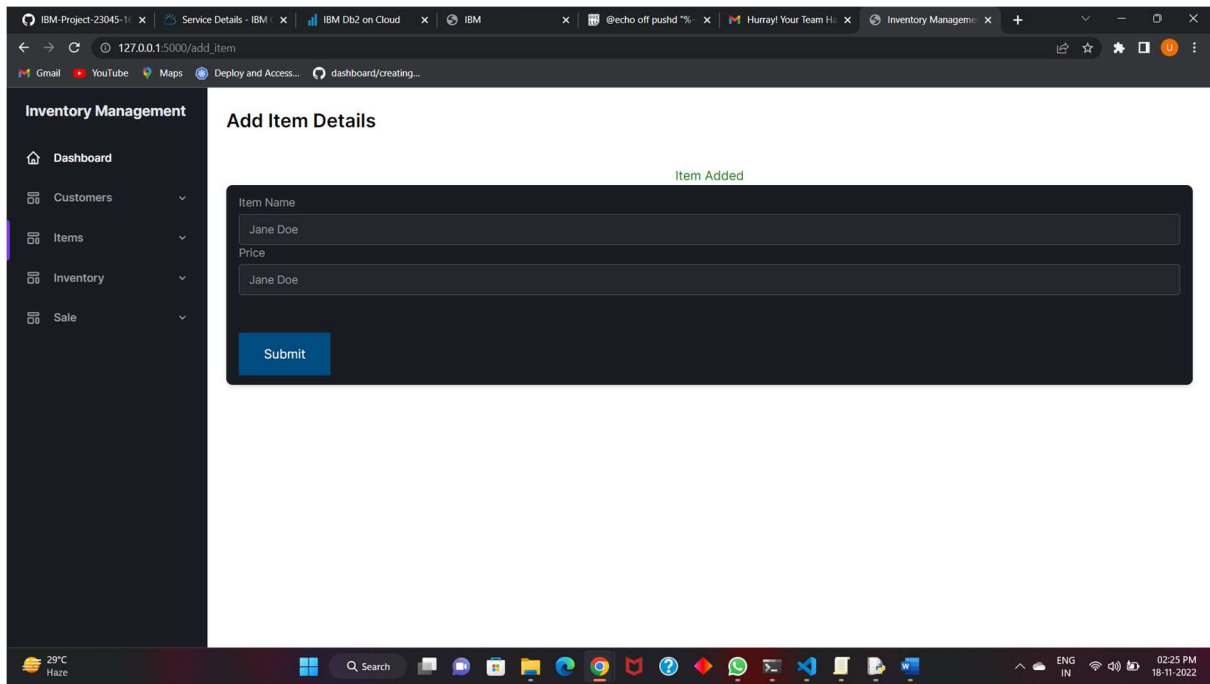 IBM-Project-23045-16
Service Details - IBM C
IBM Db2 on Cloud
IBM
@echo off pushd "%~
Hurray! Your Team Ha
Inventory Manageme
127.0.0.1:5000/add_item
U
Gmail
YouTube
Maps
Deploy and Access...
dashboard/creating...
Inventory Management
Dashboard
Customers
Items
Inventory
Sale
Add Item Details
Item Added
Item Name
Jane Doe
Price
Jane Doe
Submit
29°C
Haze
Search
ENG
IN
02:25 PM
18-11-2022